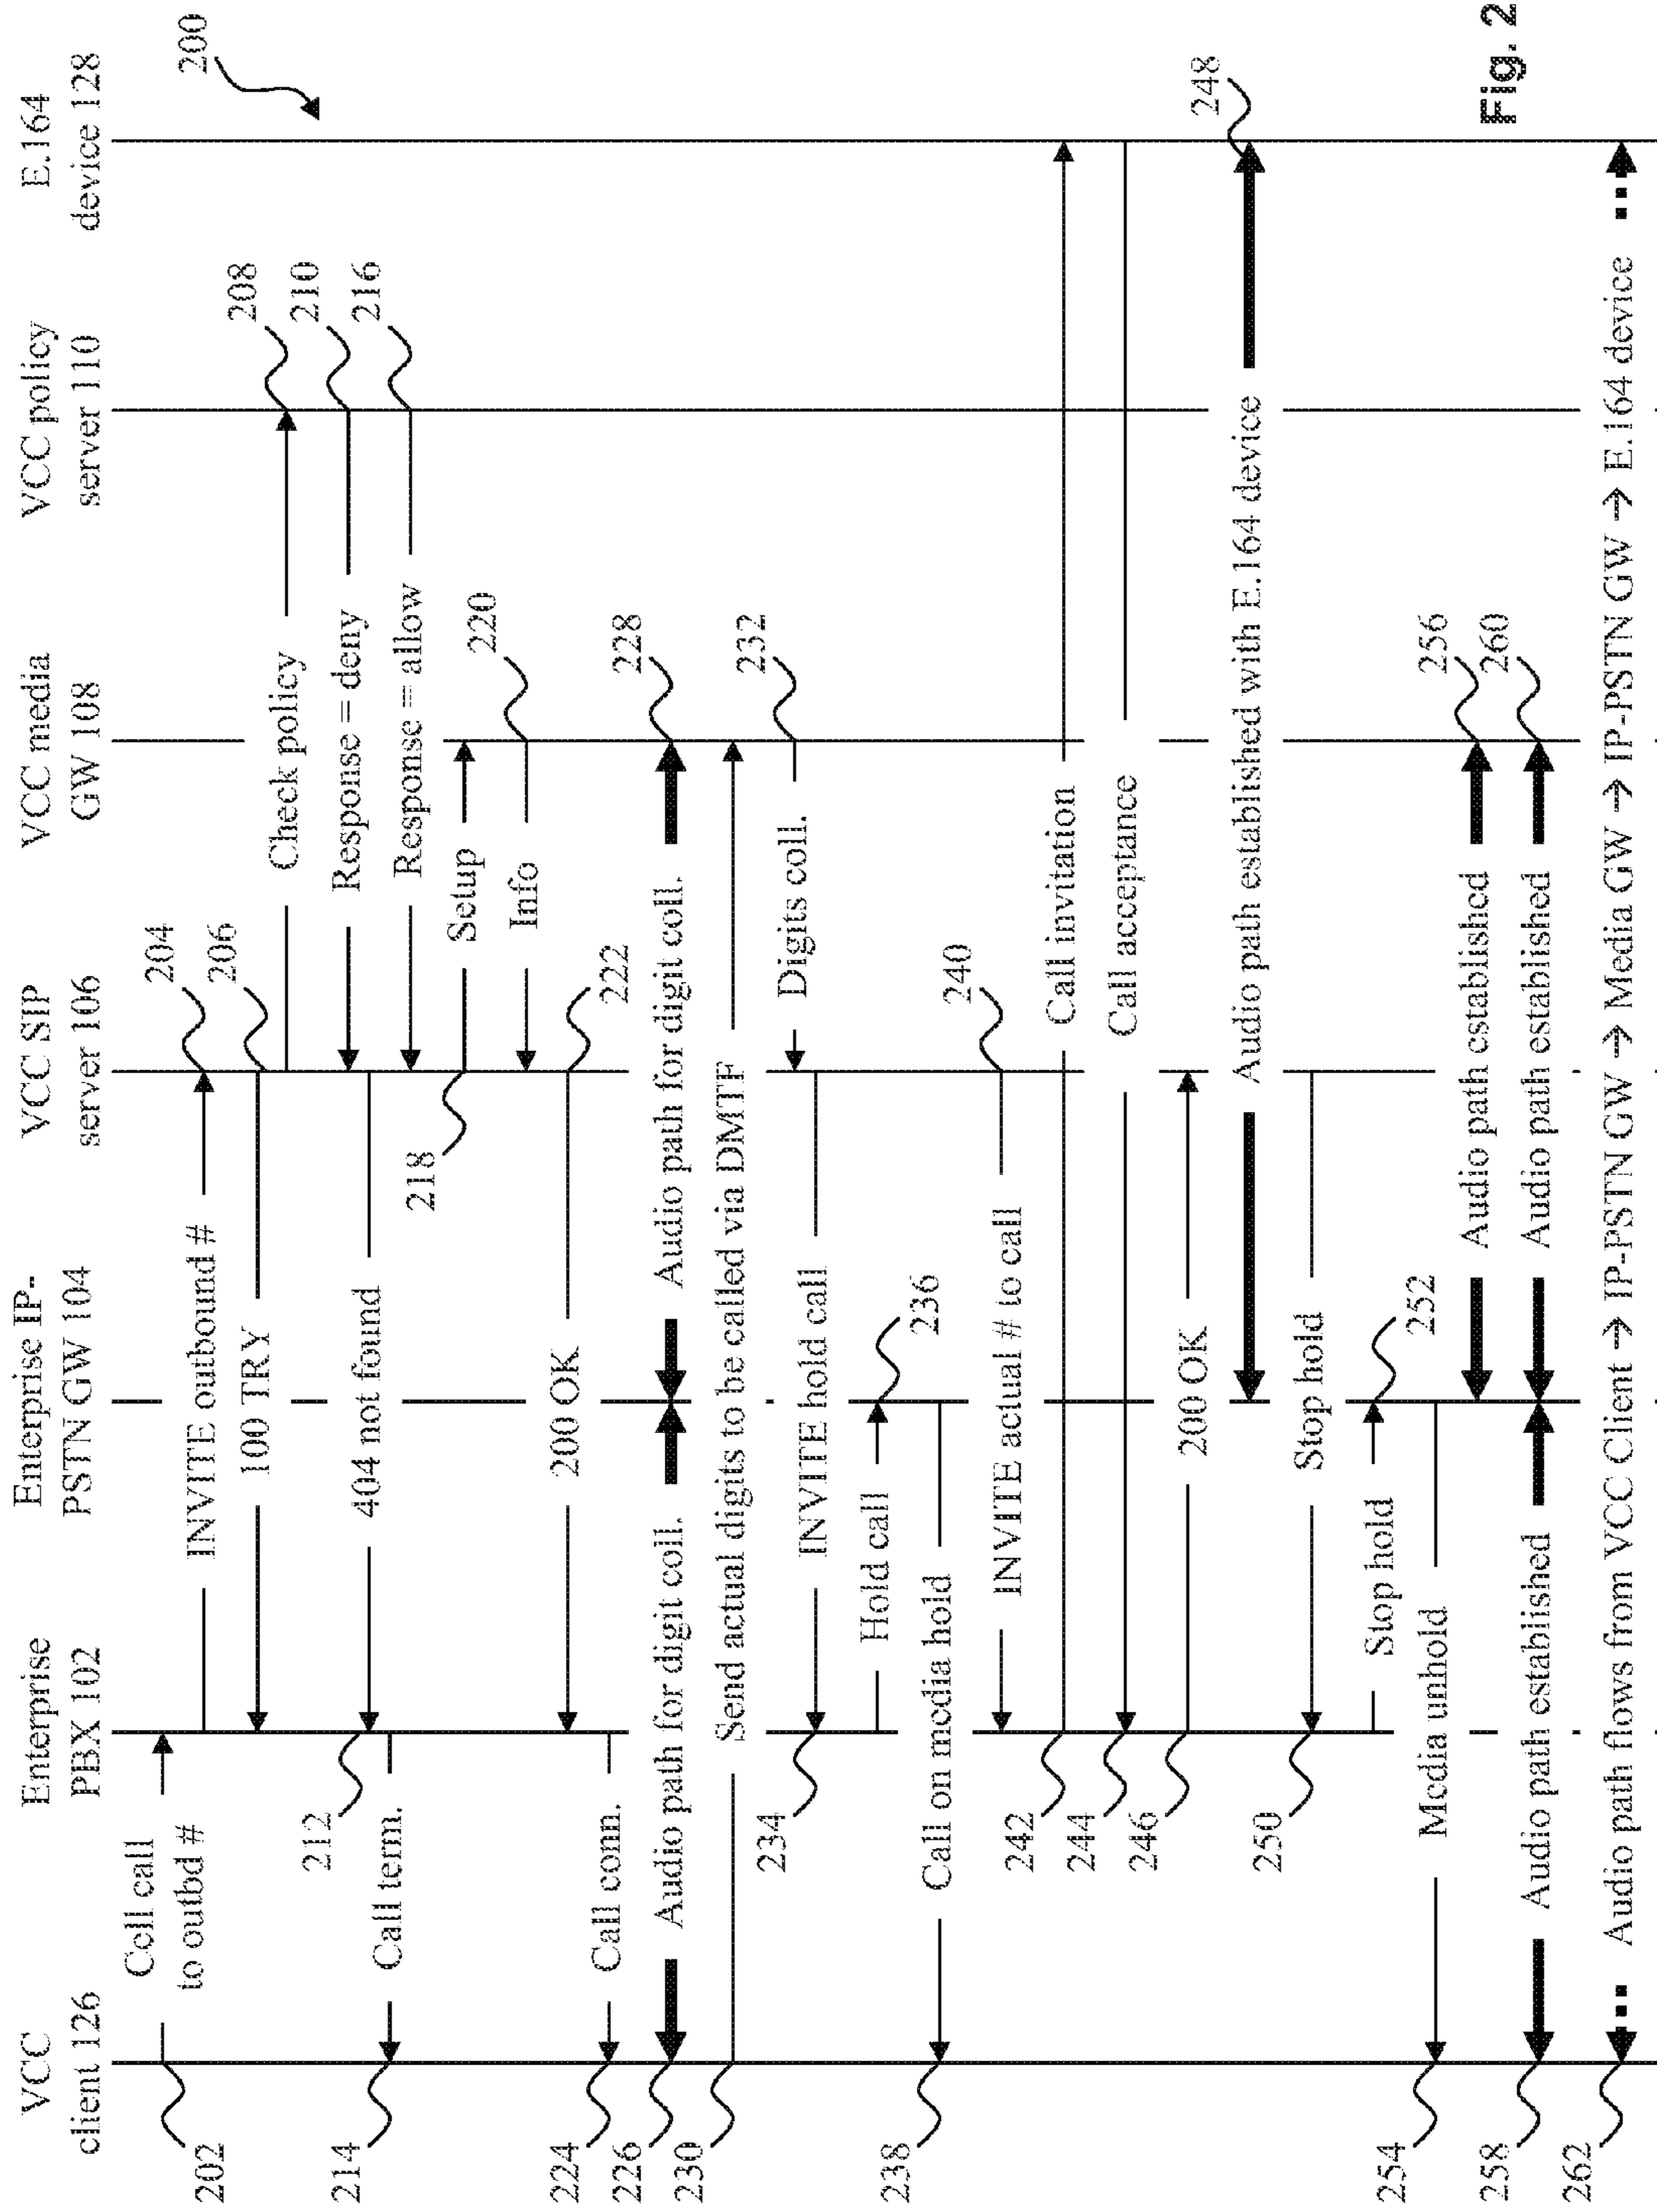 VCC
client 126
Enterprise
PBX 102
Enterprise IP-
PSTN GW 104
VCC SIP
server 106
VCC media
GW 108
VCC policy
server 110
E.164
device 128
200
202
Cell call
to outbd #
INVITE outbound #
204
100 TRY
206
Check policy
208
Response = deny
210
404 not found
212
Call term.
214
Response = allow
216
218
Setup
Info
220
200 OK
222
Call conn.
224
226
Audio path for digit coll.
Audio path for digit coll.
228
230
Send actual digits to be called via DMTF
Digits coll.
232
234
INVITE hold call
Hold call
236
238
Call on media hold
INVITE actual # to call
240
242
Call invitation
244
Call acceptance
246
200 OK
Audio path established with E.164 device
248
250
Stop hold
Stop hold
252
254
Media unhold
Audio path established
256
258
Audio path established
Audio path established
260
262
Audio path flows from VCC Client → IP-PSTN GW → Media GW → IP-PSTN GW → E.164 device
Fig. 2